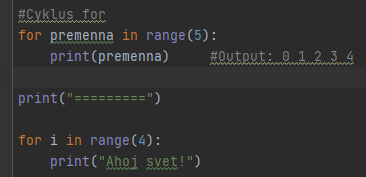 #Cyklus for
for premenna in range(5):
    print(premenna)     #Output: 0 1 2 3 4
print("=========")
for i in range(4):
    print("Ahoj svet!")